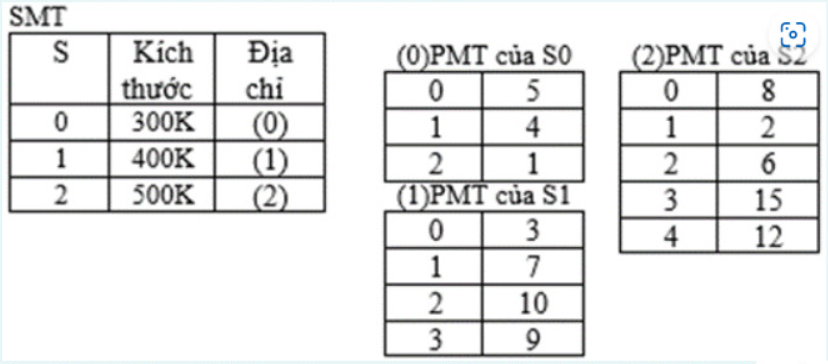 SMT
S Kích thước Địa chỉ
0 300K (0)
1 400K (1)
2 500K (2)
(0)PMT của S0
0 5
1 4
2 1
(1)PMT của S1
0 3
1 7
2 10
3 9
(2)PMT của S2
0 8
1 2
2 6
3 15
4 12